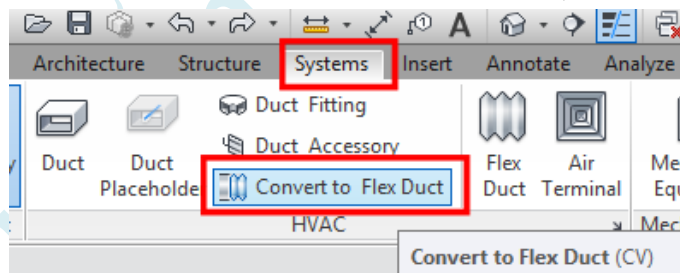 A
Architecture Structure Systems Insert Annotate Analyze
Duct Fitting
Duct Accessory
Convert to Flex Duct
Duct
Duct Placeholde
Flex Duct
Air Terminal
HVAC
Convert to Flex Duct (CV)